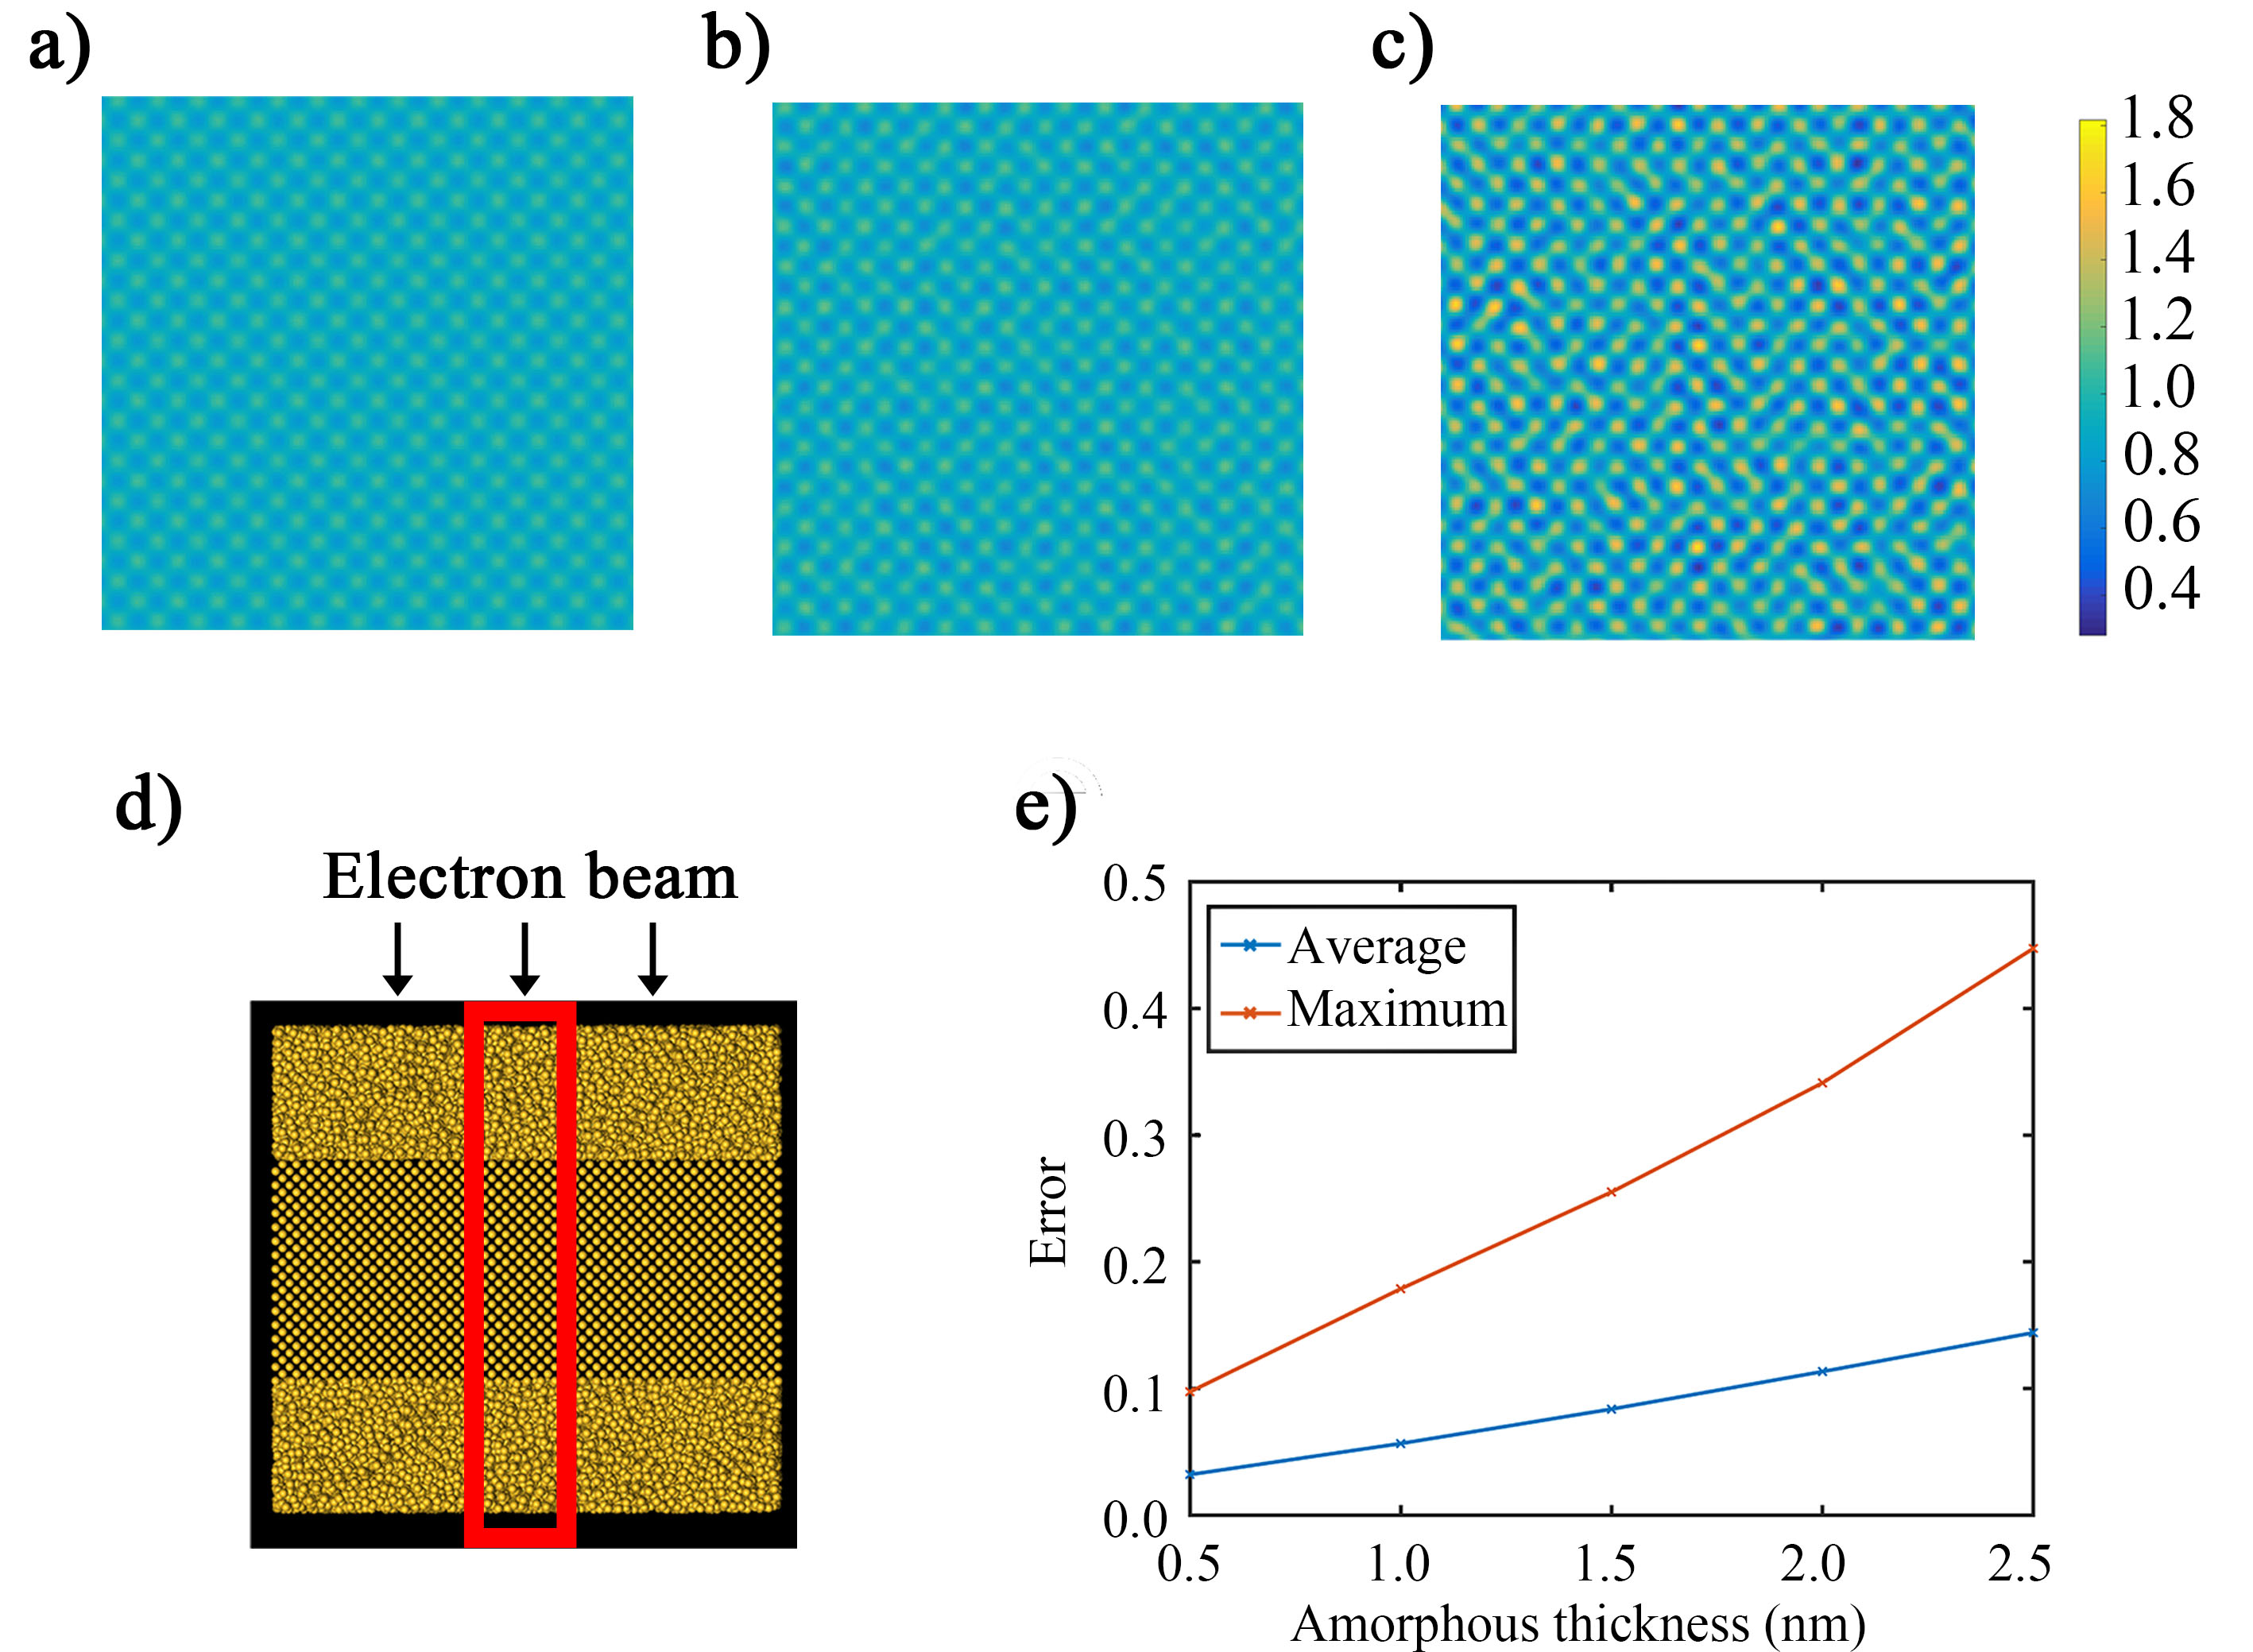 a)
b)
c)
1.8
1.6
1.4
1.2
1.0
0.8
0.6
0.4
d)
Electron beam
e)
0.5
0.4
0.3
0.2
0.1
0.0
Error
Average
Maximum
0.5 1.0 1.5 2.0 2.5
Amorphous thickness (nm)